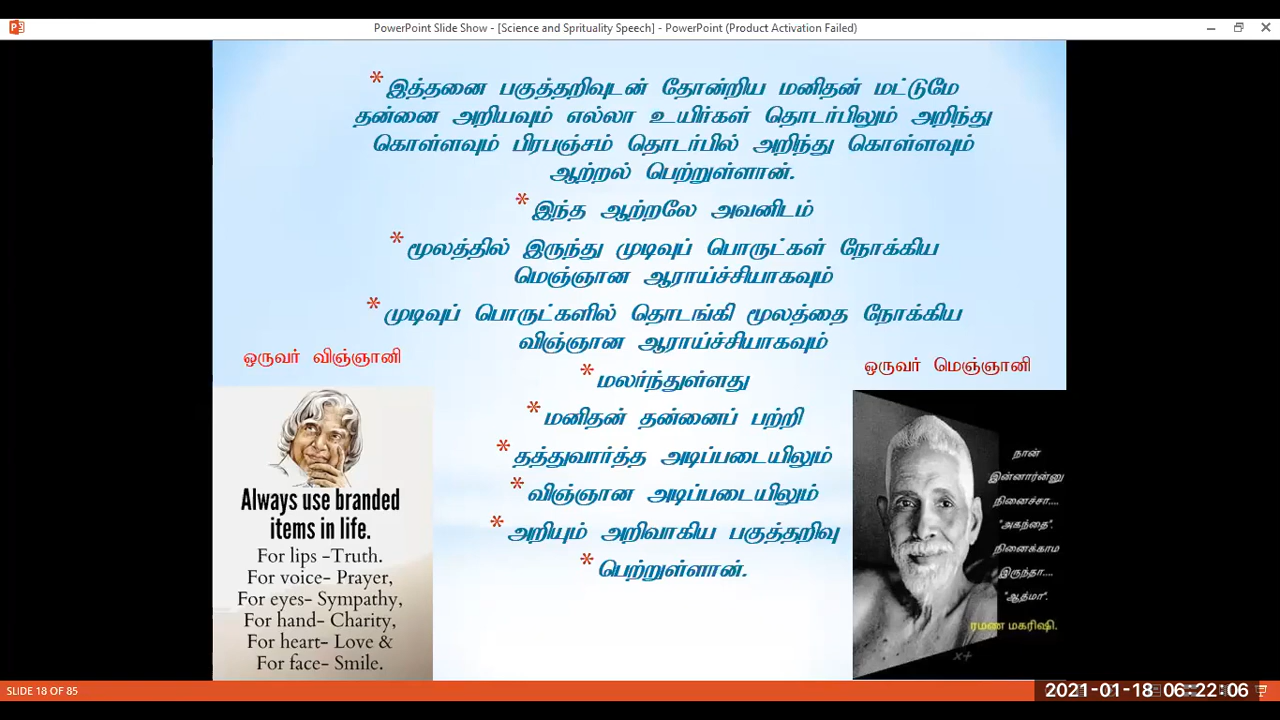 PowerPoint Slide Show - [Science and Sprituality Speech] - PowerPoint (Product Activation Failed)
* இத்தனை பகுத்தறிவுடன் தோன்றிய மனிதன் மட்டுமே
தன்னை அறியவும் எல்லா உயிர்கள் தொடர்பிலும் அறிந்து
கொள்ளவும் பிரபஞ்சம் தொடர்பில் அறிந்து கொள்ளவும்
ஆற்றல் பெற்றுள்ளான்.
* இந்த ஆற்றலே அவனிடம்
* மூலத்தில் இருந்து முடிவுப் பொருட்கள் நோக்கிய
மெஞ்ஞான ஆராய்ச்சியாகவும்
* முடிவுப் பொருட்களில் தொடங்கி மூலத்தை நோக்கிய
விஞ்ஞான ஆராய்ச்சியாகவும்
* மலர்ந்துள்ளது
* மனிதன் தன்னைப் பற்றி
* தத்துவார்த்த அடிப்படையிலும்
* விஞ்ஞான அடிப்படையிலும்
* அறியும் அறிவாகிய பகுத்தறிவு
* பெற்றுள்ளான்.
ஒருவர் விஞ்ஞானி
Always use branded
items in life.
For lips -Truth.
For voice- Prayer,
For eyes- Sympathy,
For hand- Charity,
For heart- Love &
For face- Smile.
ஒருவர் மெஞ்ஞானி
நான்
இன்னார்ன்னு
நினைச்சா....
"அகந்தை".
நினைக்காம
இருந்தா....
"ஆத்மா".
ரமண மகரிஷி.
SLIDE 18 OF 85
2021-01-18 06:22:06